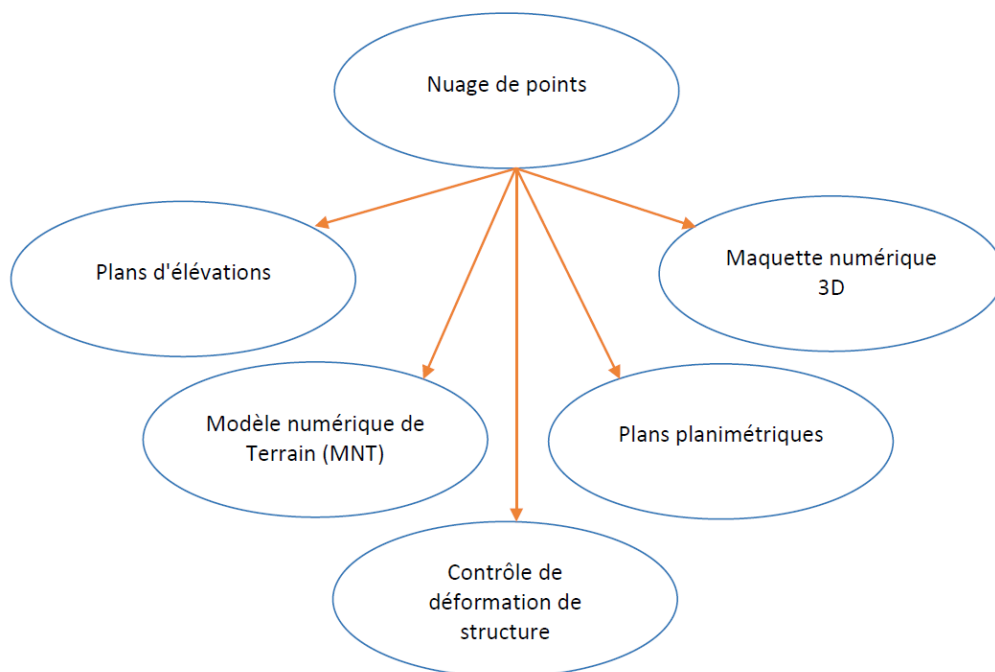 Nuage de points
Plans d'élévations
Maquette numérique
3D
Modèle numérique de
Terrain (MNT)
Plans planimétriques
Contrôle de
déformation de
structure